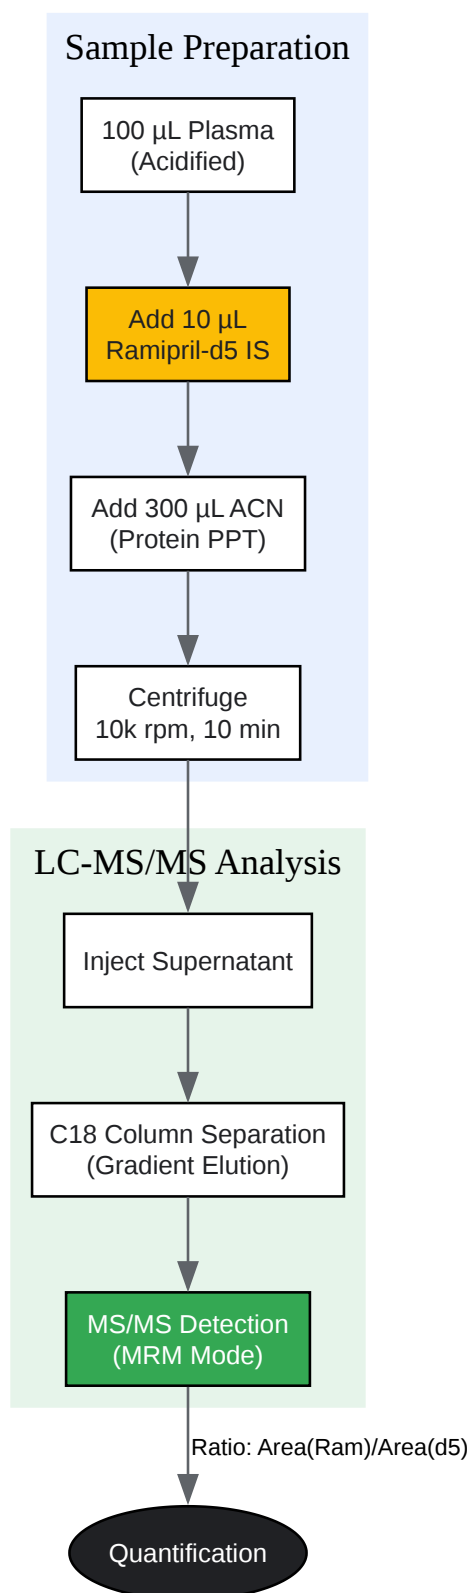 Sample Preparation
100 µL Plasma
(Acidified)
Add 10 µL
Ramipril-d5 IS
Add 300 µL ACN
(Protein PPT)
Centrifuge
10k rpm, 10 min
LC-MS/MS Analysis
Inject Supernatant
C18 Column Separation
(Gradient Elution)
MS/MS Detection
(MRM Mode)
Ratio: Area(Ram)/Area(d5)
Quantification